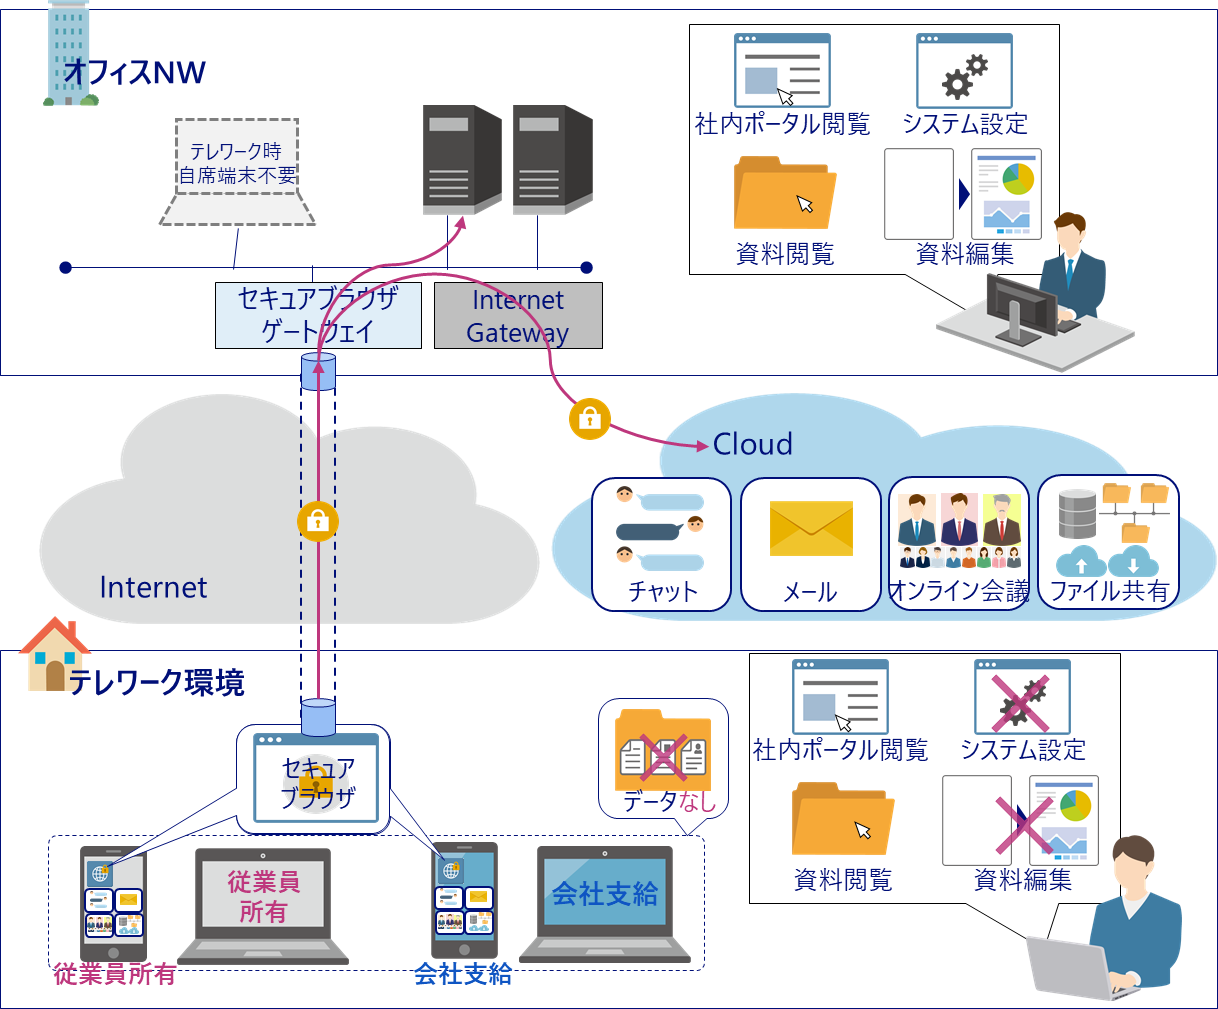 オフィスNW
テレワーク時
自席端末不要
社内ポータル閲覧
システム設定
資料閲覧
資料編集
セキュアブラウザ
ゲートウェイ
Internet
Gateway
Cloud
チャット
メール
オンライン会議
ファイル共有
Internet
テレワーク環境
セキュア
ブラウザ
データなし
社内ポータル閲覧
システム設定
資料閲覧
資料編集
従業員
所有
会社支給
従業員所有
会社支給